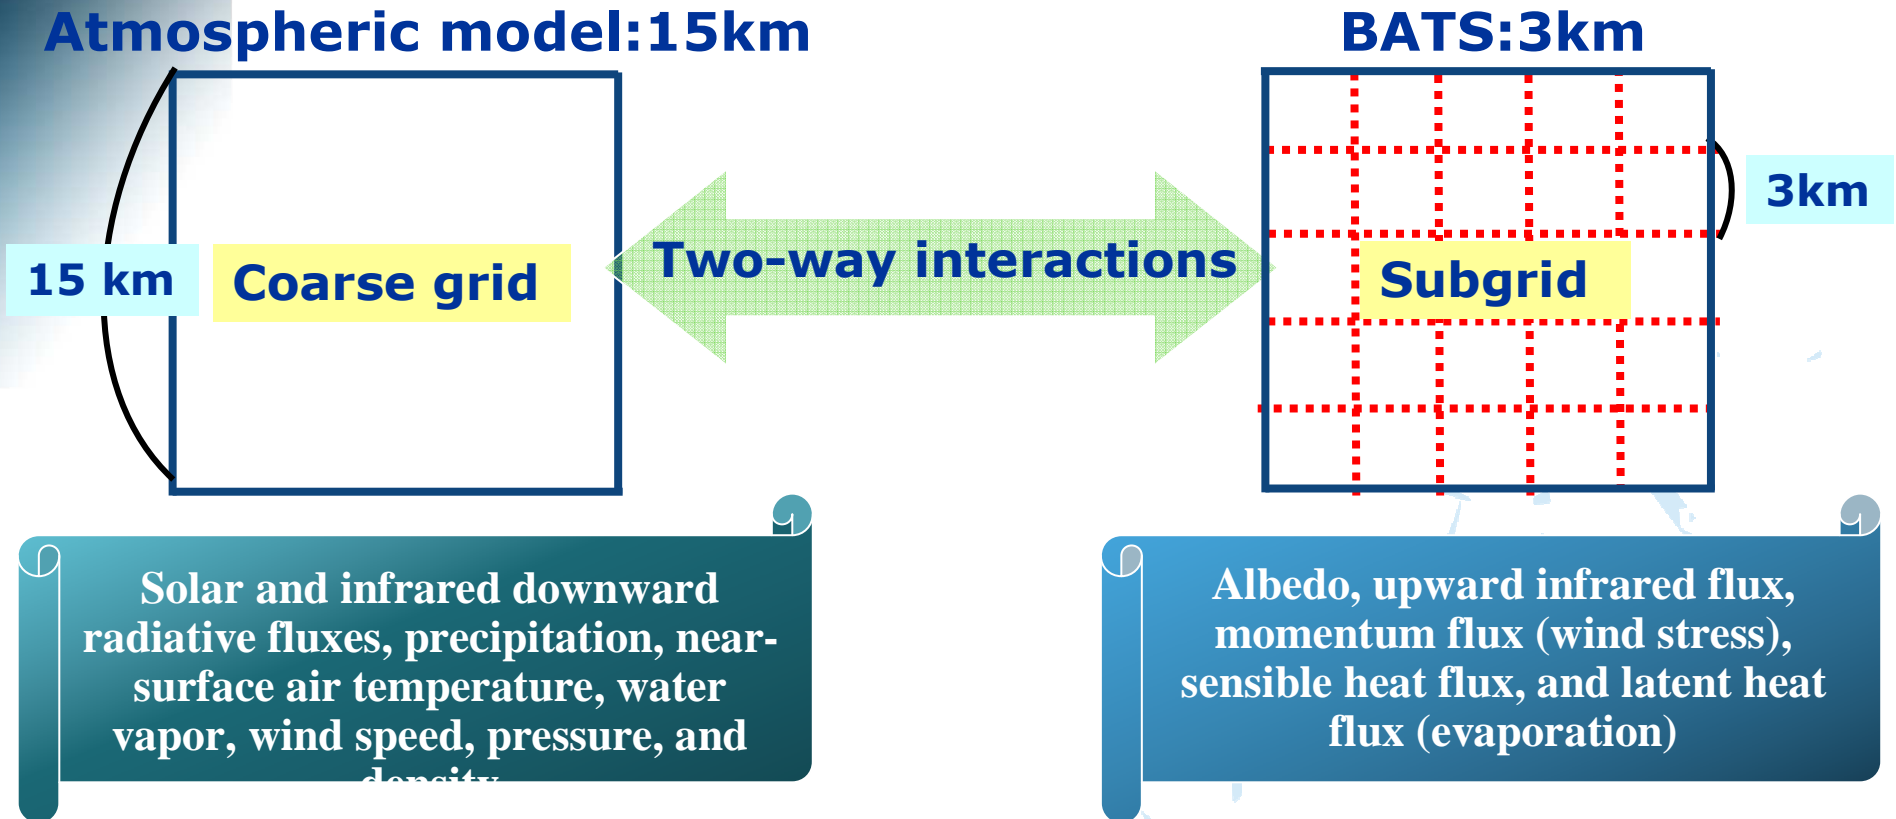 Atmospheric model:15km
BATS:3km
15 km
Coarse grid
Two-way interactions
Subgrid
3km
Solar and infrared downward
radiative fluxes, precipitation, near-
surface air temperature, water
vapor, wind speed, pressure, and
density
Albedo, upward infrared flux,
momentum flux (wind stress),
sensible heat flux, and latent heat
flux (evaporation)